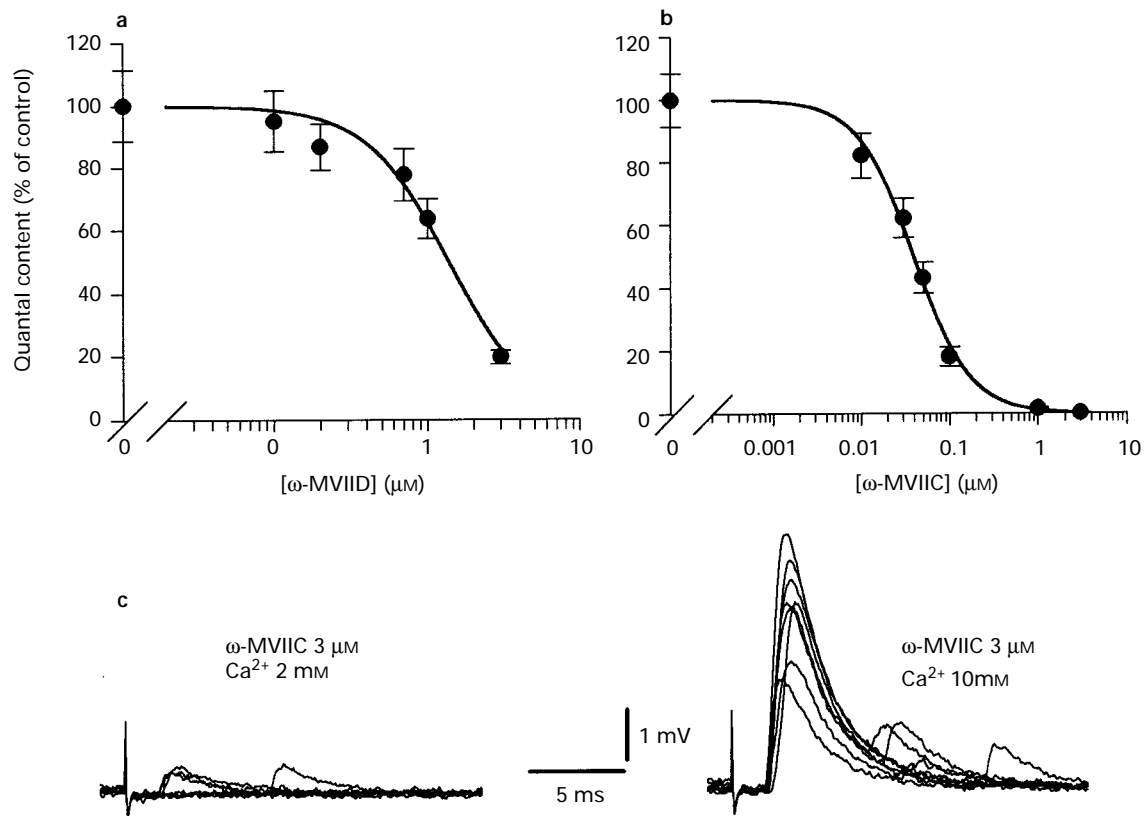 a
120
100
80
60
40
20
0
Quantal content (% of control)
0 0 1 10
[ω-MVIID] (μM)
b
120
100
80
60
40
20
0
0 0.001 0.01 0.1 1 10
[ω-MVIIC] (μM)
c
ω-MVIIC 3 μM
Ca²⁺ 2 mM
1 mV
5 ms
ω-MVIIC 3 μM
Ca²⁺ 10mM